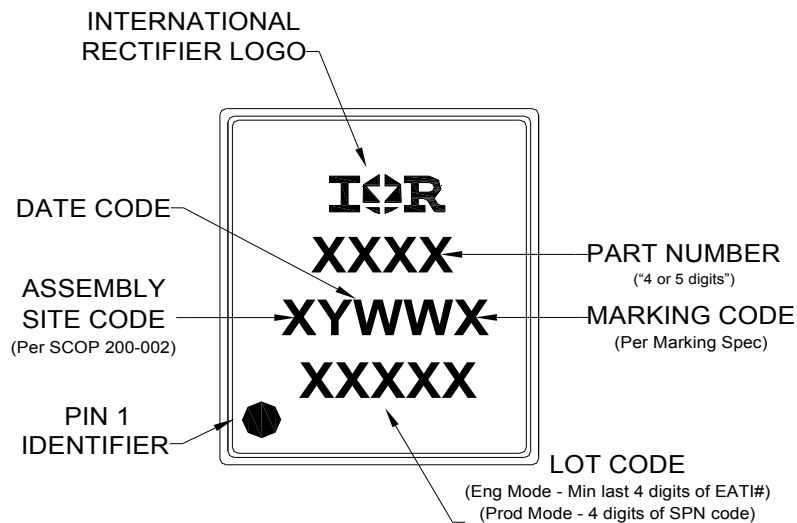 INTERNATIONAL
RECTIFIER LOGO
IOR
DATE CODE
XXXX
PART NUMBER
("4 or 5 digits")
ASSEMBLY
SITE CODE
(Per SCOP 200-002)
XYWWX
MARKING CODE
(Per Marking Spec)
XXXXX
PIN 1
IDENTIFIER
LOT CODE
(Eng Mode - Min last 4 digits of EATI#)
(Prod Mode - 4 digits of SPN code)